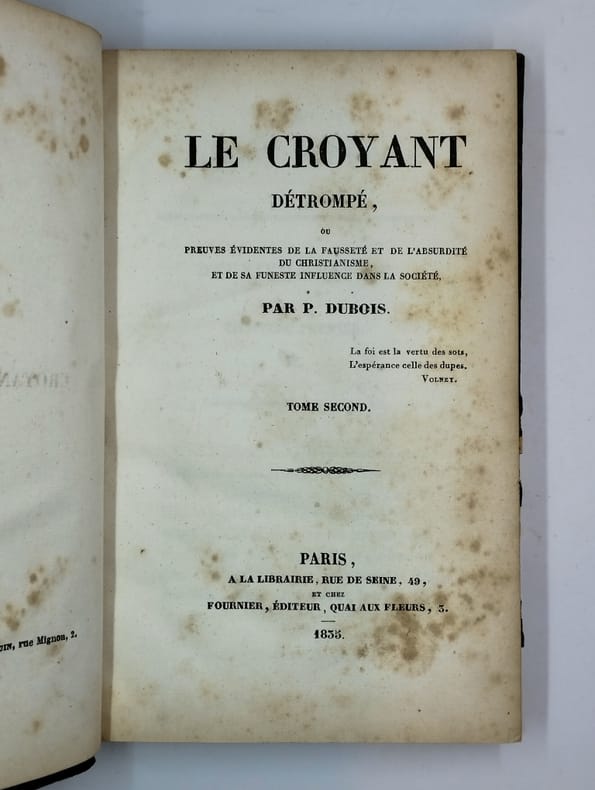 LE CROYANT
DÉTROMPÉ,
OU
PREUVES ÉVIDENTES DE LA FAUSSETÉ ET DE L'ABSURDITÉ
DU CHRISTIANISME,
ET DE SA FUNESTE INFLUENCE DANS LA SOCIÉTÉ,
PAR P. DUBOIS.
La foi est la vertu des sots,
L'espérance celle des dupes.
VOLNEY.
TOME SECOND.
PARIS,
A LA LIBRAIRIE, RUE DE SEINE, 49,
ET CHEZ
FOURNIER, ÉDITEUR, QUAI AUX FLEURS, 3.
1835.
rue Mignon, 2.